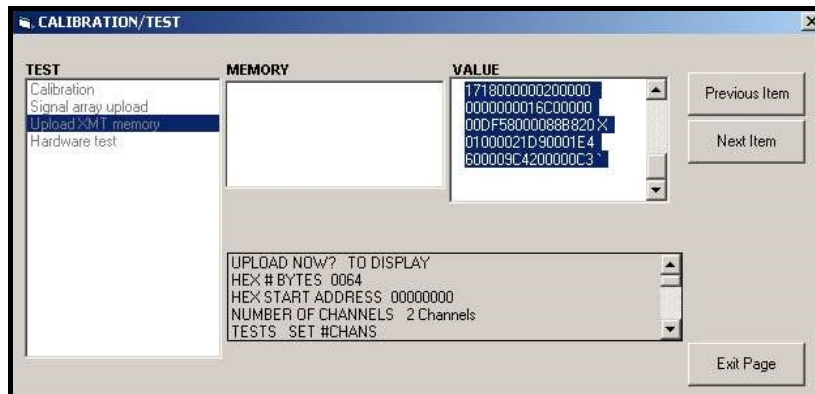 CALIBRATION/TEST
TEST
Calibration
Signal array upload
Upload XMT memory
Hardware test
MEMORY
VALUE
1718000000200000
0000000016C00000
00DF58000088B820 X
01000021D90001E4
600009C4200000C3 `
Previous Item
Next Item
UPLOAD NOW? TO DISPLAY
HEX # BYTES 0064
HEX START ADDRESS 00000000
NUMBER OF CHANNELS 2 Channels
TESTS SET #CHANS
Exit Page